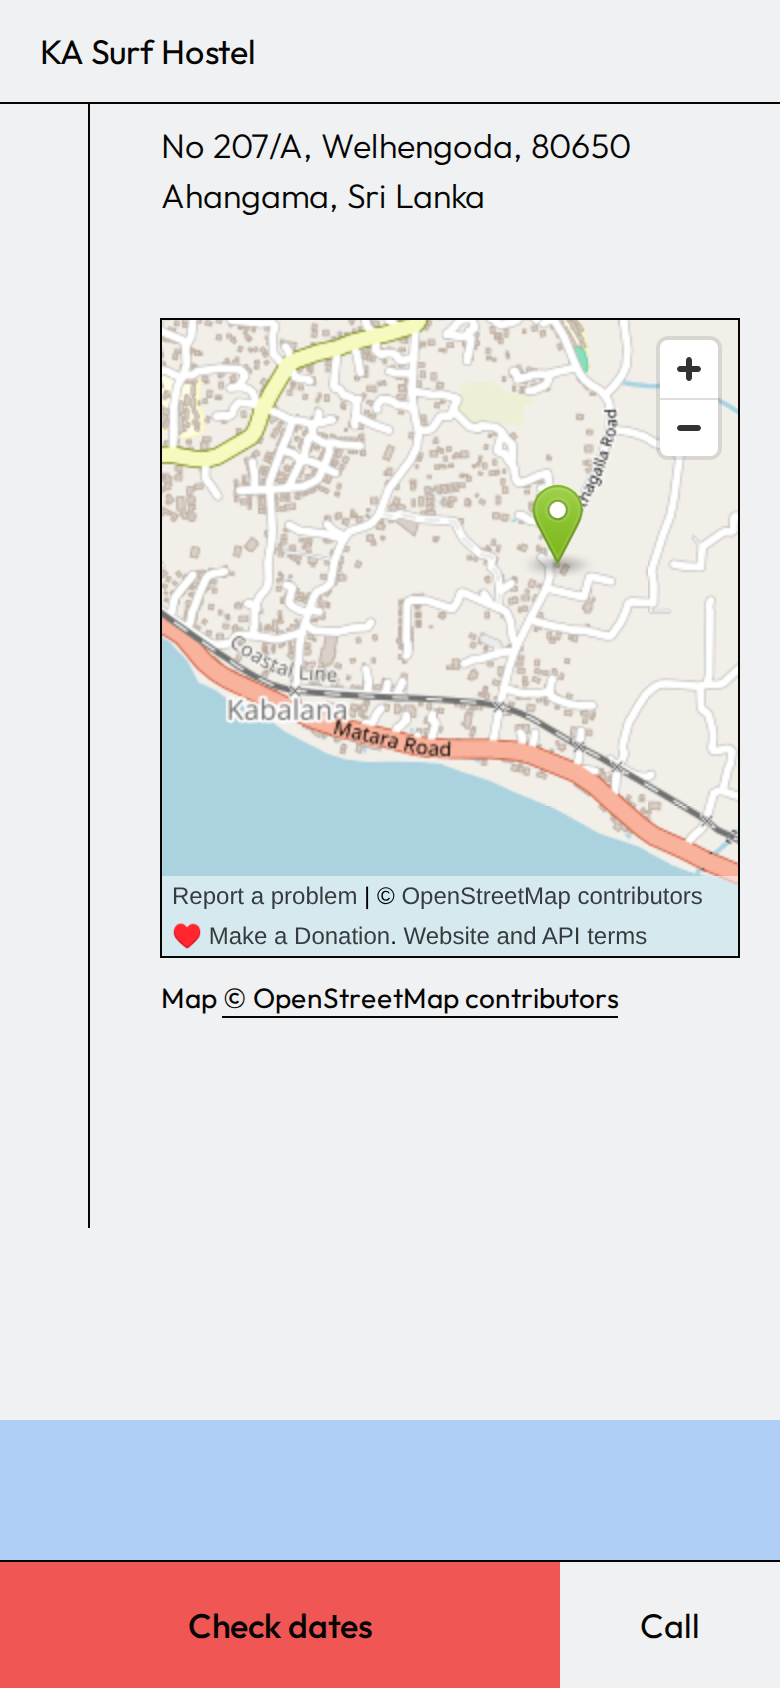 KA Surf Hostel
No 207/A, Welhengoda, 80650
Ahangama, Sri Lanka
+
−
Road
Coastal Line
Kabalana
Matara Road
Report a problem | © OpenStreetMap contributors
❤️ Make a Donation. Website and API terms
Map © OpenStreetMap contributors
Check dates
Call